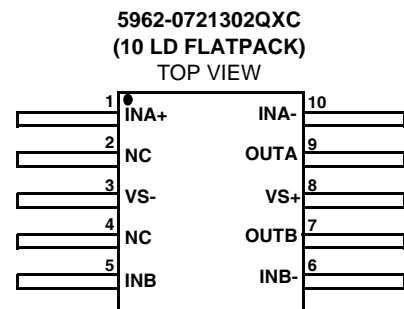 5962-0721302QXC
(10 LD FLATPACK)
TOP VIEW
1 INA+ INA- 10
2 NC OUTA 9
3 VS- VS+ 8
4 NC OUTB 7
5 INB INB- 6